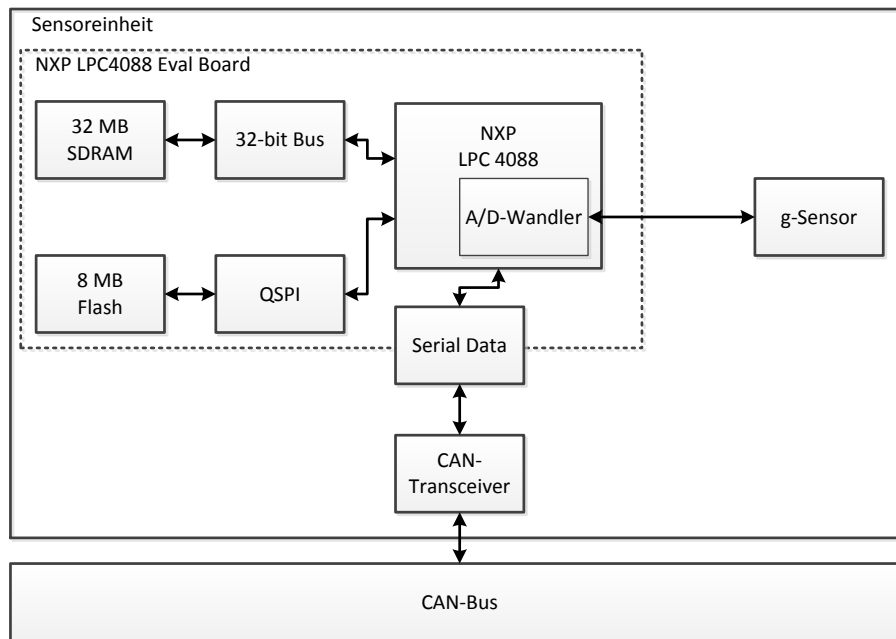 Sensoreinheit
NXP LPC4088 Eval Board
32 MB
SDRAM
32-bit Bus
NXP
LPC 4088
A/D-Wandler
g-Sensor
8 MB
Flash
QSPI
Serial Data
CAN-
Transceiver
CAN-Bus